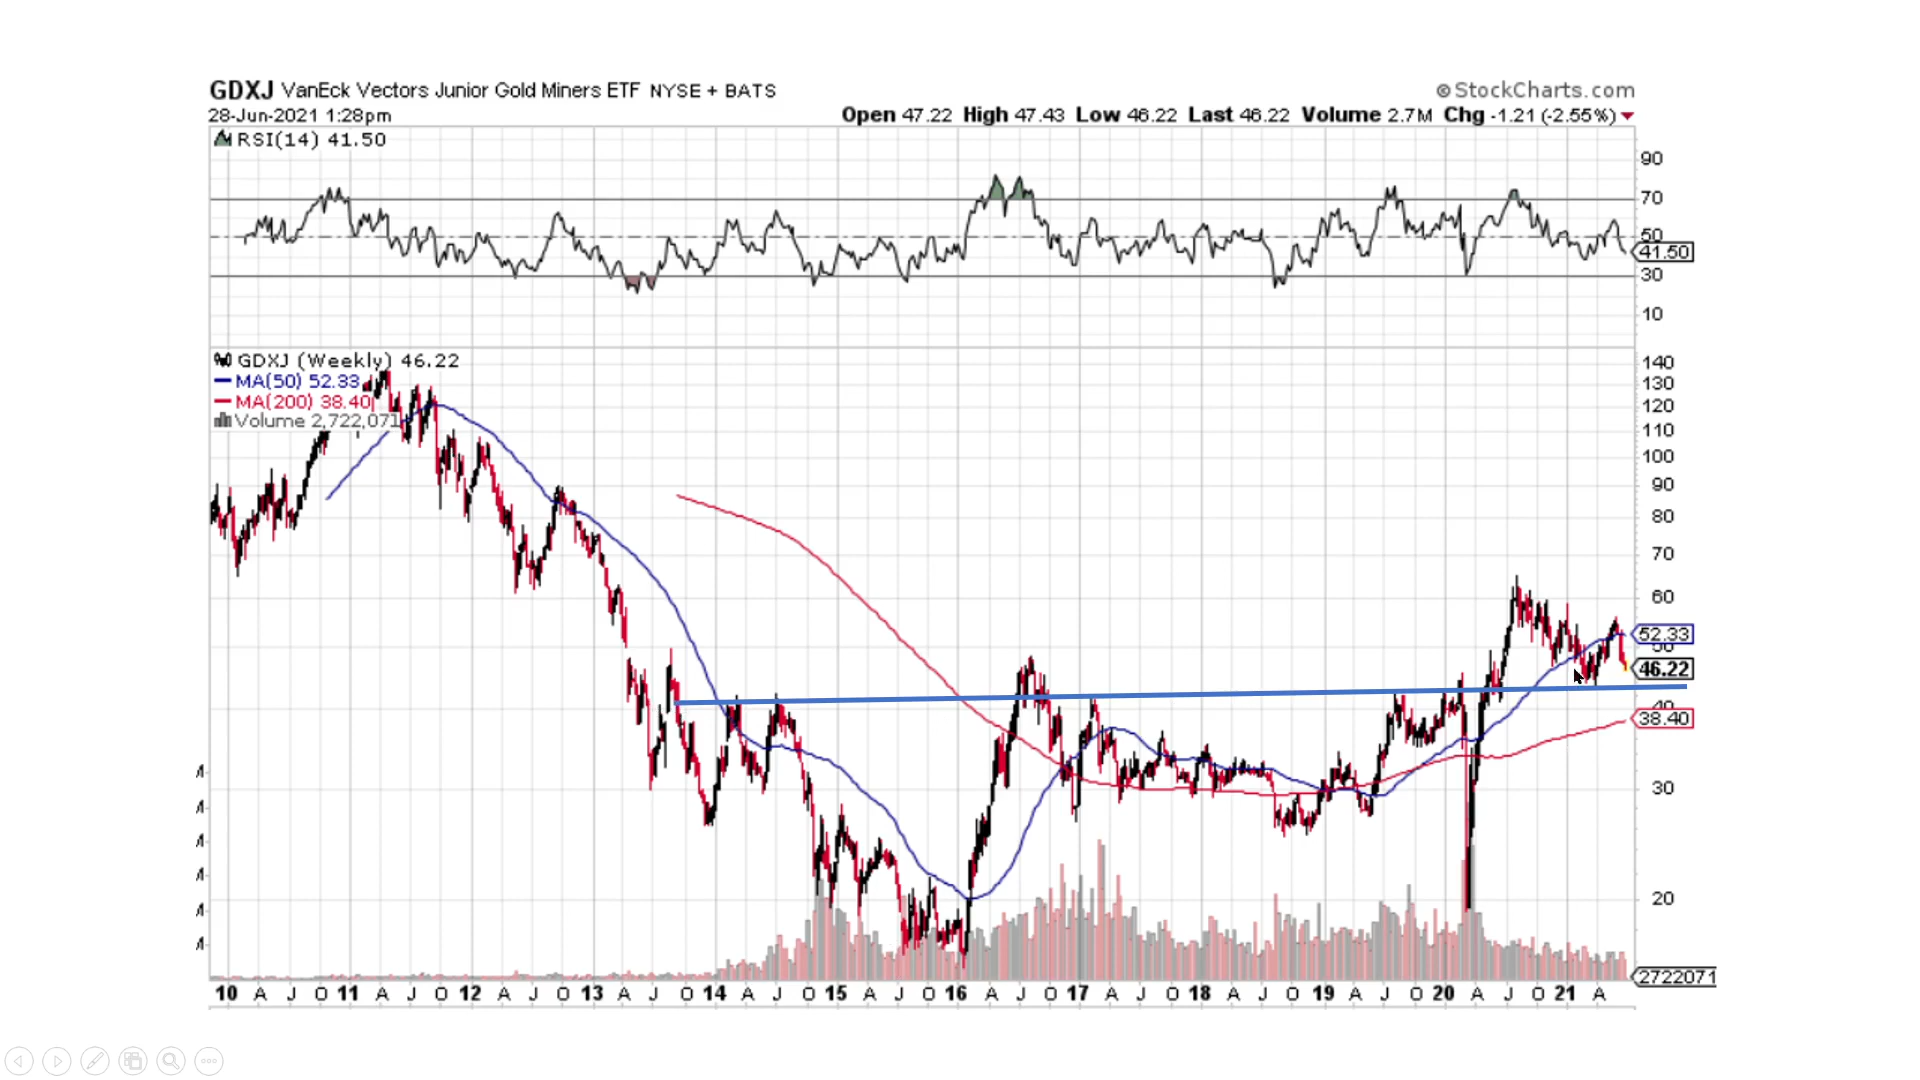 GDXJ VanEck Vectors Junior Gold Miners ETF NYSE + BATS
© StockCharts.com
28-Jun-2021 1:28pm
Open 47.22 High 47.43 Low 46.22 Last 46.22 Volume 2.7M Chg -1.21 (-2.55%)
RSI(14) 41.50
90
70
50
41.50
30
10
GDXJ (Weekly) 46.22
MA(50) 52.33
MA(200) 38.40
Volume 2,722,071
140
130
120
110
100
90
80
70
60
52.33
50
46.22
40
38.40
30
20
2722071
10 A J O 11 A J O 12 A J O 13 A J O 14 A J O 15 A J O 16 A J O 17 A J O 18 A J O 19 A J O 20 A J O 21 A